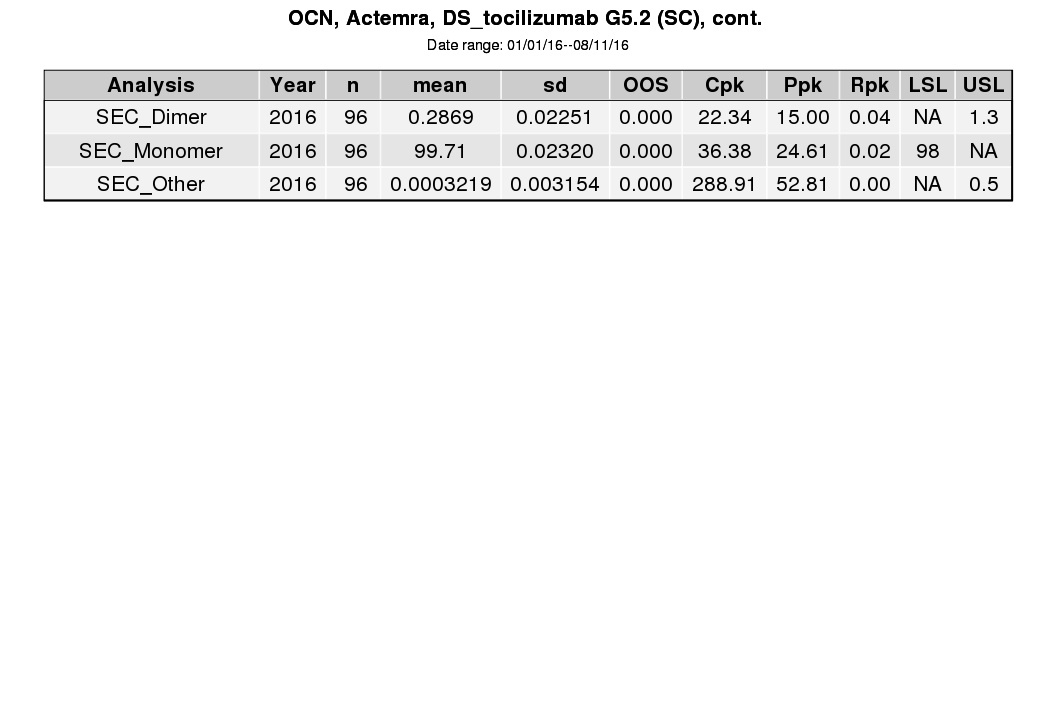 OCN, Actemra, DS_tocilizumab G5.2 (SC), cont.
Date range: 01/01/16--08/11/16
Analysis Year n mean sd OOS Cpk Ppk Rpk LSL USL
SEC_Dimer 2016 96 0.2869 0.02251 0.000 22.34 15.00 0.04 NA 1.3
SEC_Monomer 2016 96 99.71 0.02320 0.000 36.38 24.61 0.02 98 NA
SEC_Other 2016 96 0.0003219 0.003154 0.000 288.91 52.81 0.00 NA 0.5